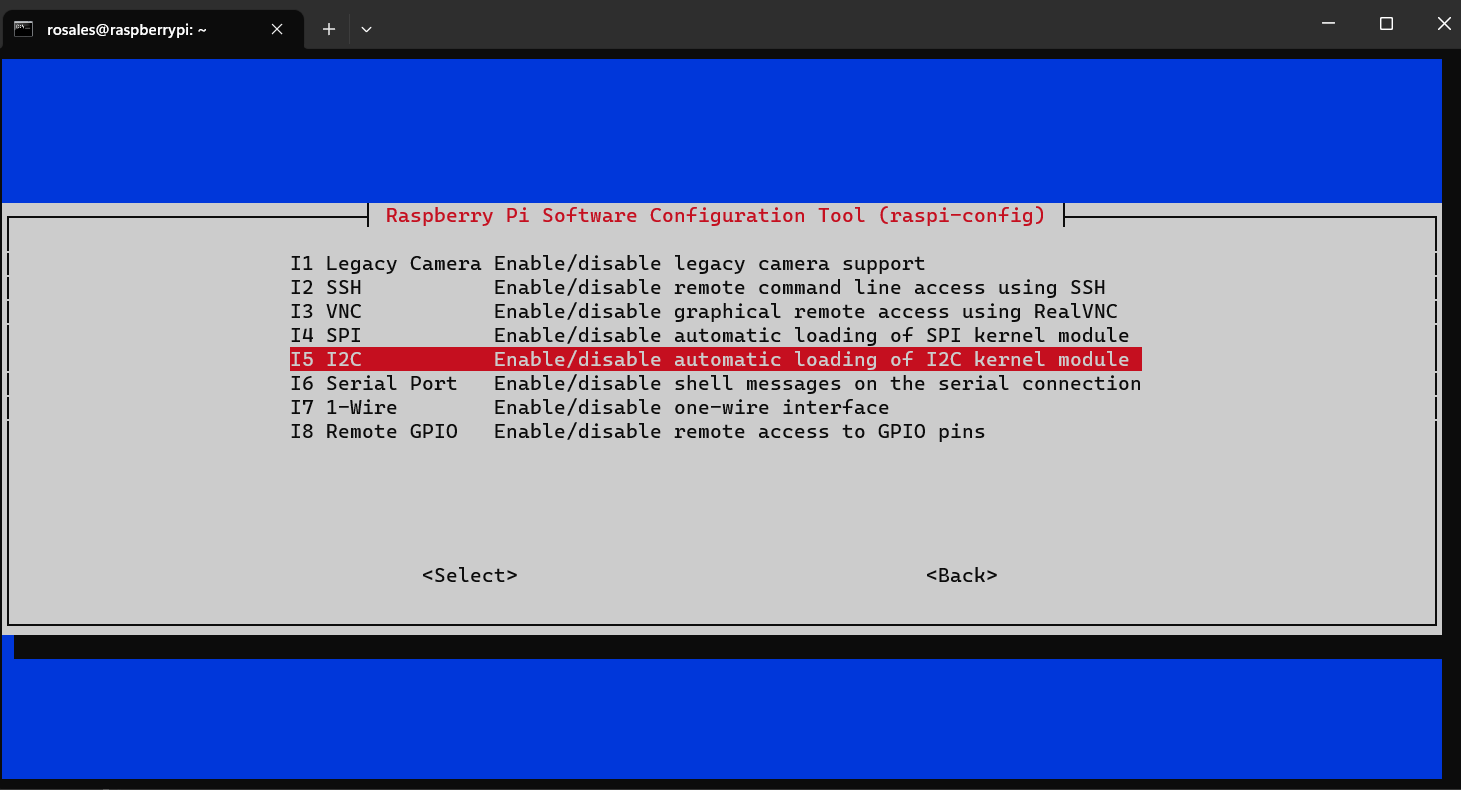 rosales@raspberrypi: ~
Raspberry Pi Software Configuration Tool (raspi-config)
I1 Legacy Camera Enable/disable legacy camera support
I2 SSH Enable/disable remote command line access using SSH
I3 VNC Enable/disable graphical remote access using RealVNC
I4 SPI Enable/disable automatic loading of SPI kernel module
I5 I2C Enable/disable automatic loading of I2C kernel module
I6 Serial Port Enable/disable shell messages on the serial connection
I7 1-Wire Enable/disable one-wire interface
I8 Remote GPIO Enable/disable remote access to GPIO pins
<Select> <Back>